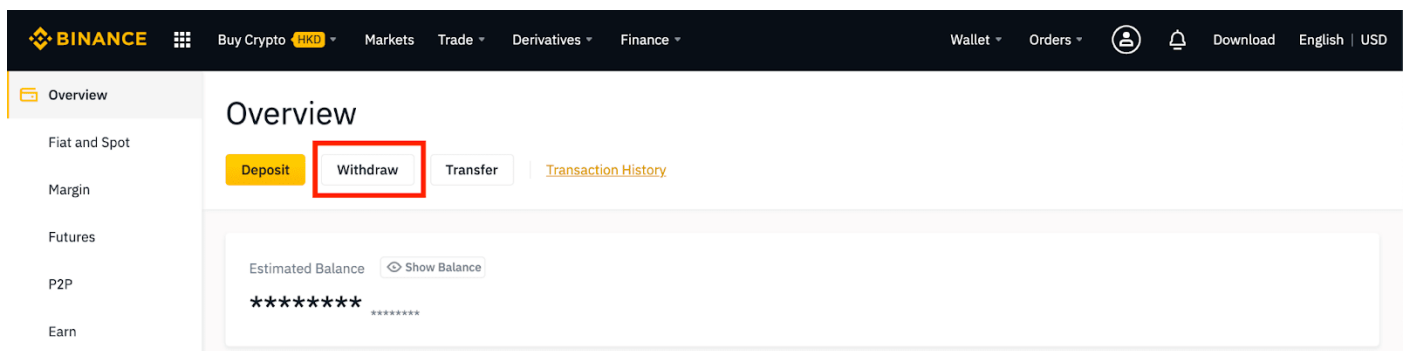 BINANCE Buy Crypto HKD Markets Trade Derivatives Finance Wallet Orders Download English | USD
Overview
Fiat and Spot
Margin
Futures
P2P
Earn
Overview
Deposit Withdraw Transfer Transaction History
Estimated Balance Show Balance
******** ********